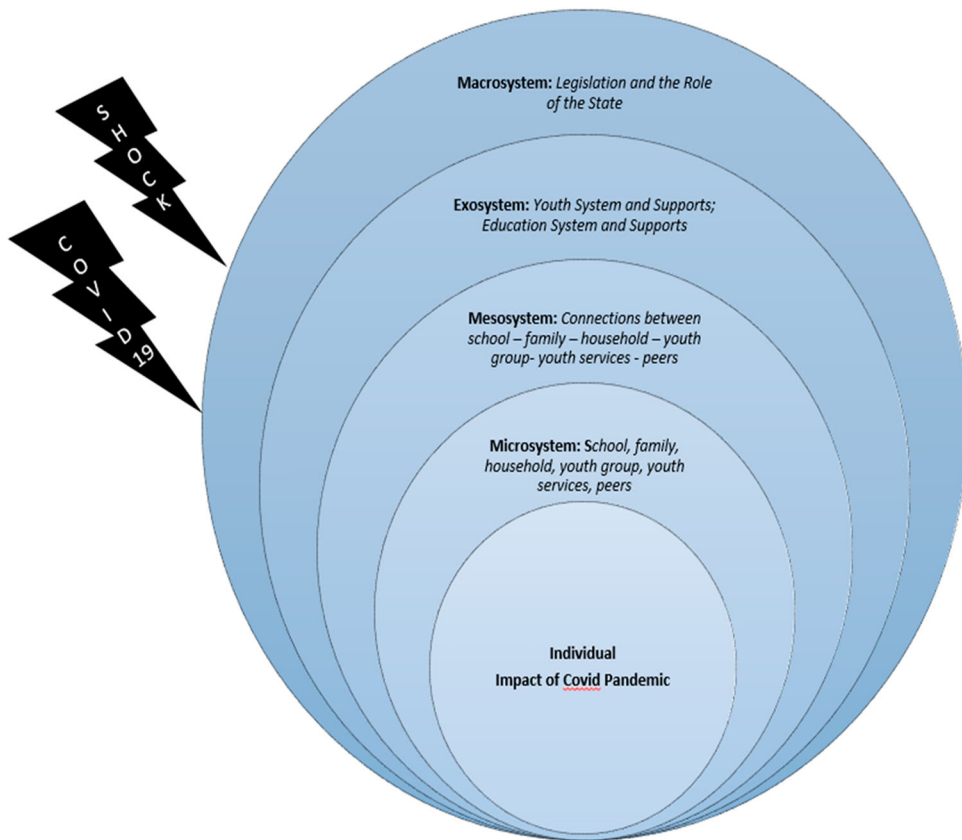 SHOCK
COVID 19
Macrosystem: Legislation and the Role
of the State
Exosystem: Youth System and Supports;
Education System and Supports
Mesosystem: Connections between
school – family – household – youth
group- youth services - peers
Microsystem: School, family,
household, youth group, youth
services, peers
Individual
Impact of Covid Pandemic